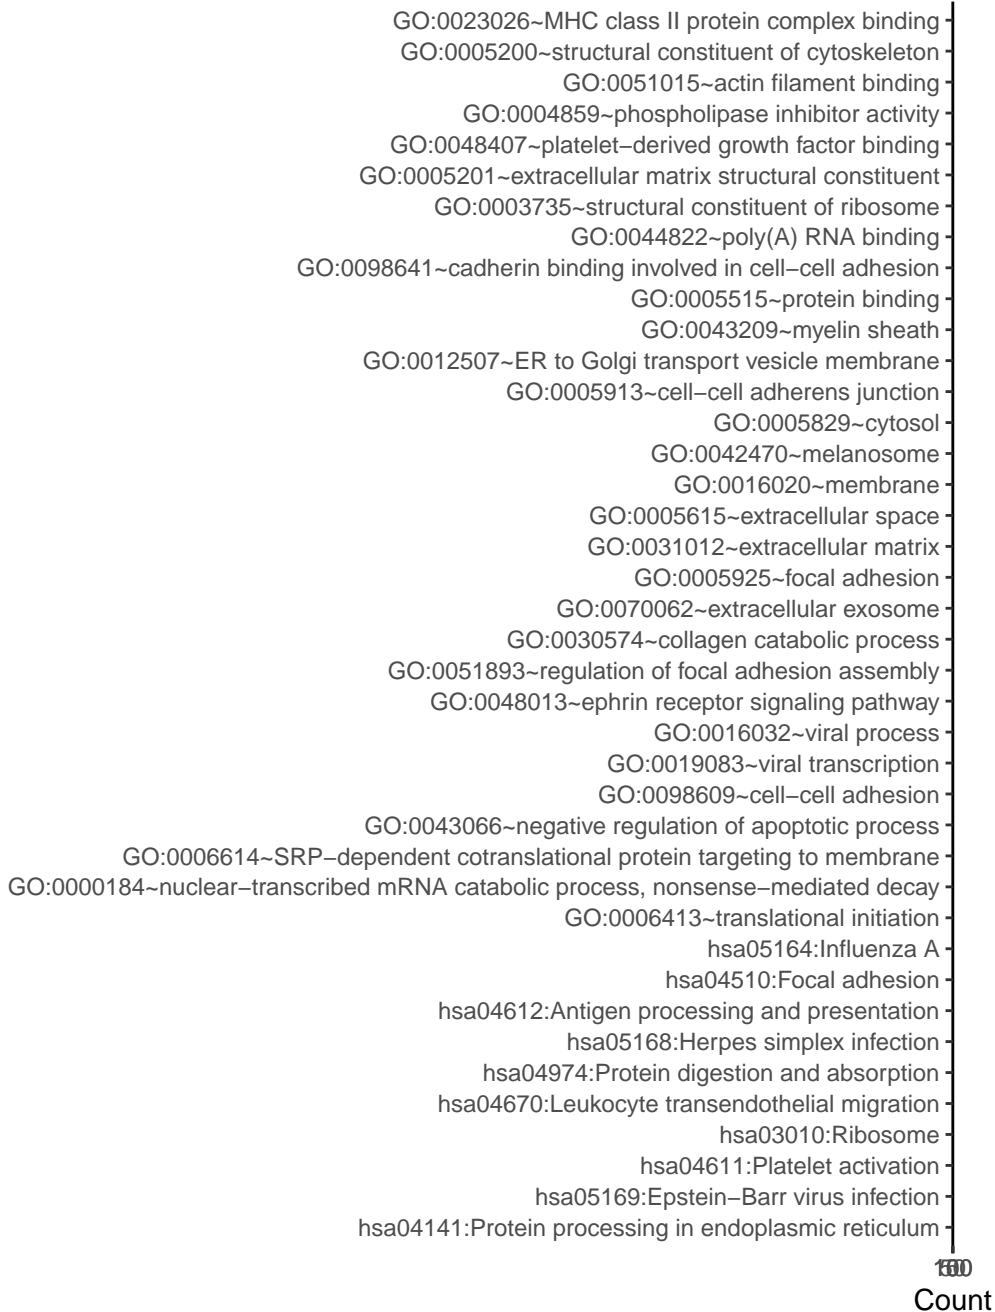 GO:0023026~MHC class II protein complex binding
GO:0005200~structural constituent of cytoskeleton
GO:0051015~actin filament binding
GO:0004859~phospholipase inhibitor activity
GO:0048407~platelet−derived growth factor binding
GO:0005201~extracellular matrix structural constituent
GO:0003735~structural constituent of ribosome
GO:0044822~poly(A) RNA binding
GO:0098641~cadherin binding involved in cell−cell adhesion
GO:0005515~protein binding
GO:0043209~myelin sheath
GO:0012507~ER to Golgi transport vesicle membrane
GO:0005913~cell−cell adherens junction
GO:0005829~cytosol
GO:0042470~melanosome
GO:0016020~membrane
GO:0005615~extracellular space
GO:0031012~extracellular matrix
GO:0005925~focal adhesion
GO:0070062~extracellular exosome
GO:0030574~collagen catabolic process
GO:0051893~regulation of focal adhesion assembly
GO:0048013~ephrin receptor signaling pathway
GO:0016032~viral process
GO:0019083~viral transcription
GO:0098609~cell−cell adhesion
GO:0043066~negative regulation of apoptotic process
GO:0006614~SRP−dependent cotranslational protein targeting to membrane
GO:0000184~nuclear−transcribed mRNA catabolic process, nonsense−mediated decay
GO:0006413~translational initiation
hsa05164:Influenza A
hsa04510:Focal adhesion
hsa04612:Antigen processing and presentation
hsa05168:Herpes simplex infection
hsa04974:Protein digestion and absorption
hsa04670:Leukocyte transendothelial migration
hsa03010:Ribosome
hsa04611:Platelet activation
hsa05169:Epstein−Barr virus infection
hsa04141:Protein processing in endoplasmic reticulum
Count